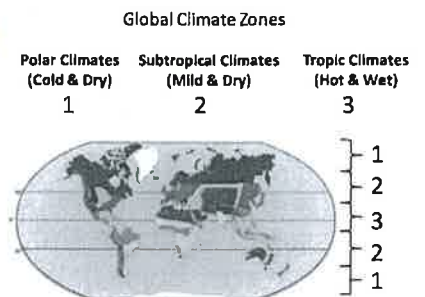 Global Climate Zones
Polar Climates Subtropical Climates Tropic Climates
(Cold & Dry) (Mild & Dry) (Hot & Wet)
1 2 3
1
2
3
2
1